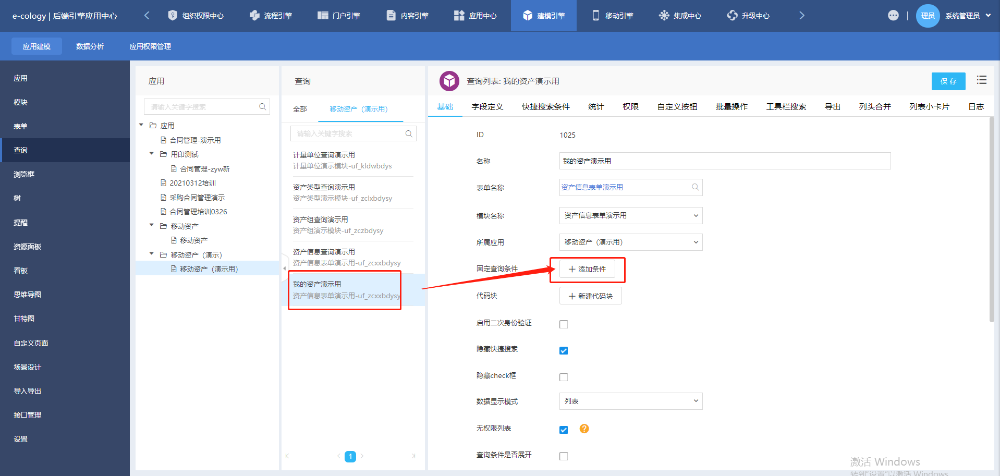 e-cology | 后端引擎应用中心
组织权限中心
流程引擎
门户引擎
内容引擎
应用中心
建模引擎
移动引擎
集成中心
升级中心
理员
系统管理员
应用建模
数据分析
应用权限管理
应用
模块
表单
查询
浏览框
树
提醒
资源面板
看板
思维导图
甘特图
自定义页面
场景设计
导入导出
接口管理
设置
应用
请输入关键字搜索
应用
合同管理-演示用
用印测试
合同管理-zyw新
20210312培训
采购合同管理演示
合同管理培训0326
移动资产
移动资产
移动资产（演示）
移动资产（演示用）
查询
全部
移动资产（演示用）
请输入关键字搜索
计量单位查询演示用
计量单位演示模块-uf_kldwbdys
资产类型查询演示用
资产类型演示模块-uf_zclxbdysy
资产组查询演示用
资产组演示模块-uf_zczbdysy
资产信息查询演示用
资产信息表单演示用-uf_zcxxbdysy
我的资产演示用
资产信息表单演示用-uf_zcxxbdysy
1
查询列表: 我的资产演示用
保 存
基础
字段定义
快捷搜索条件
统计
权限
自定义按钮
批量操作
工具栏搜索
导出
列头合并
列表小卡片
日志
ID
1025
名称
我的资产演示用
表单名称
资产信息表单演示用
模块名称
资产信息表单演示用
所属应用
移动资产（演示用）
固定查询条件
添加条件
代码块
新建代码块
启用二次身份验证
隐藏快捷搜索
隐藏check框
数据显示模式
列表
无权限列表
?
查询条件是否展开
激活 Windows
转到"设置"以激活 Windows